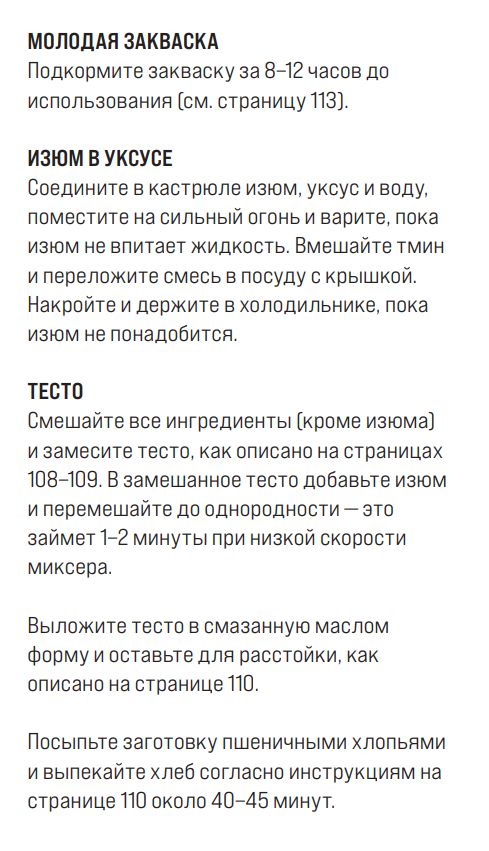 МОЛОДАЯ ЗАКВАСКА
Подкормите закваску за 8–12 часов до
использования (см. страницу 113).
ИЗЮМ В УКСУСЕ
Соедините в кастрюле изюм, уксус и воду,
поместите на сильный огонь и варите, пока
изюм не впитает жидкость. Вмешайте тмин
и переложите смесь в посуду с крышкой.
Накройте и держите в холодильнике, пока
изюм не понадобится.
ТЕСТО
Смешайте все ингредиенты (кроме изюма)
и замесите тесто, как описано на страницах
108–109. В замешанное тесто добавьте изюм
и перемешайте до однородности — это
займет 1–2 минуты при низкой скорости
миксера.
Выложите тесто в смазанную маслом
форму и оставьте для расстойки, как
описано на странице 110.
Посыпьте заготовку пшеничными хлопьями
и выпекайте хлеб согласно инструкциям на
странице 110 около 40–45 минут.